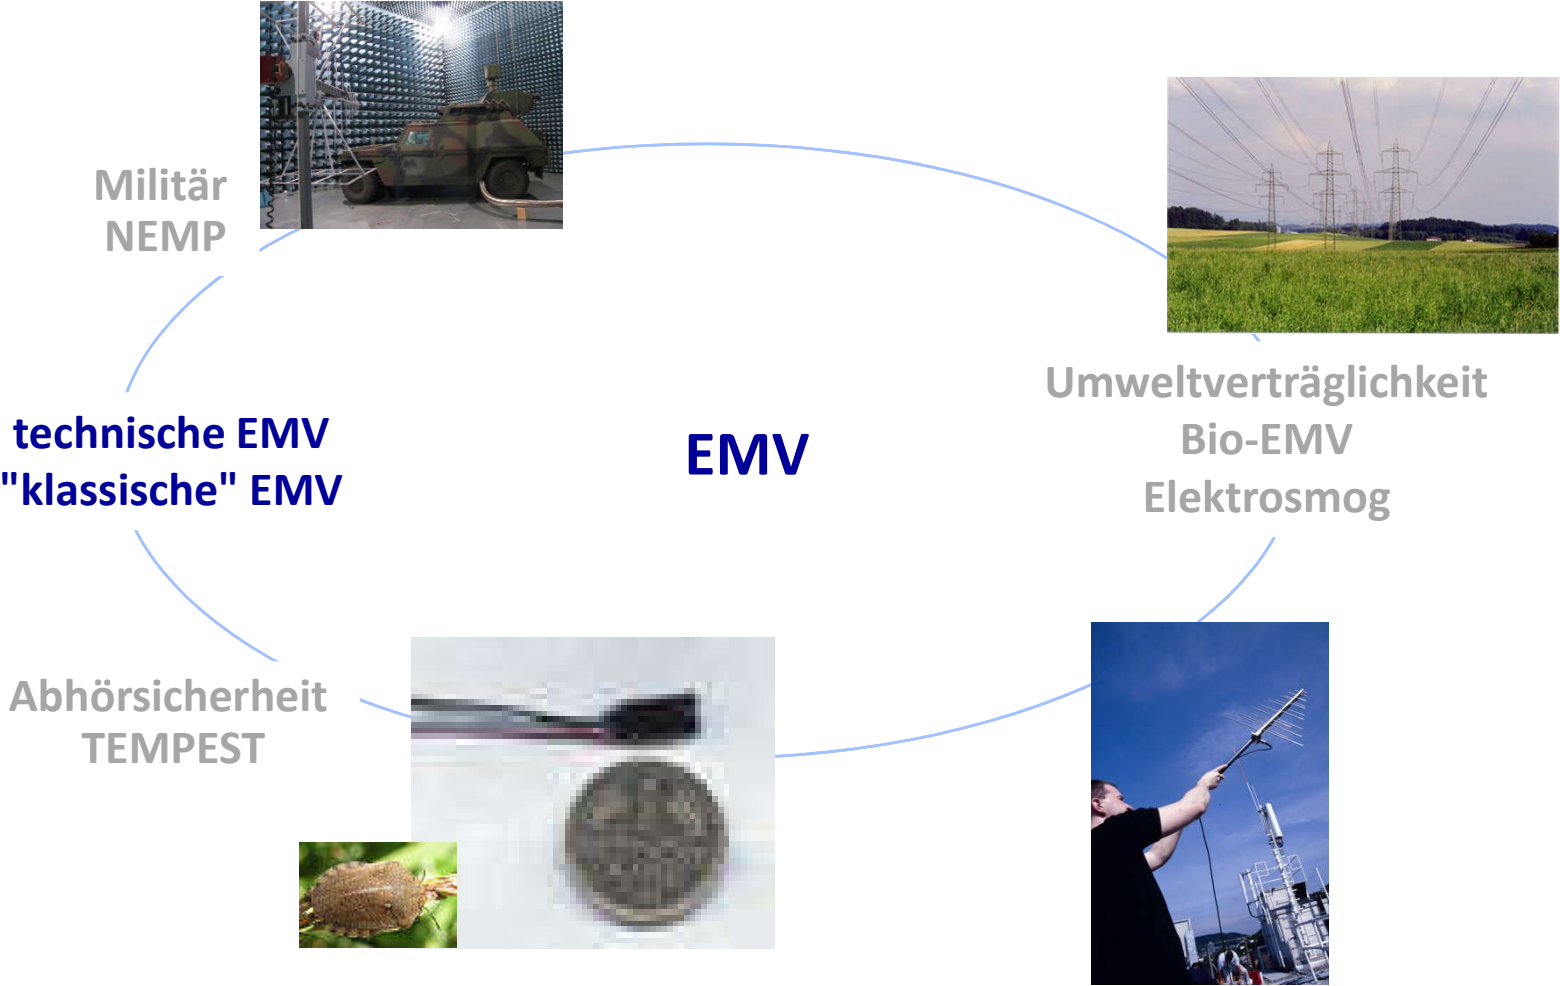 Militär
NEMP
technische EMV
"klassische" EMV
EMV
Umweltverträglichkeit
Bio-EMV
Elektrosmog
Abhörsicherheit
TEMPEST